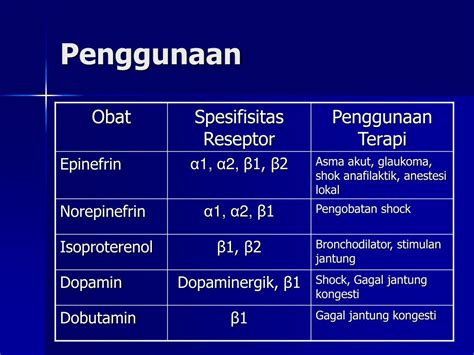 Penggunaan
Obat
Spesifisitas
Reseptor
Penggunaan
Terapi
Epinefrin
α1, α2, β1, β2
Asma akut, glaukoma,
shok anafilaktik, anestesi
lokal
Norepinefrin
α1, α2, β1
Pengobatan shock
Isoproterenol
β1, β2
Bronchodilator, stimulan
jantung
Dopamin
Dopaminergik, β1
Shock, Gagal jantung
kongesti
Dobutamin
β1
Gagal jantung kongesti